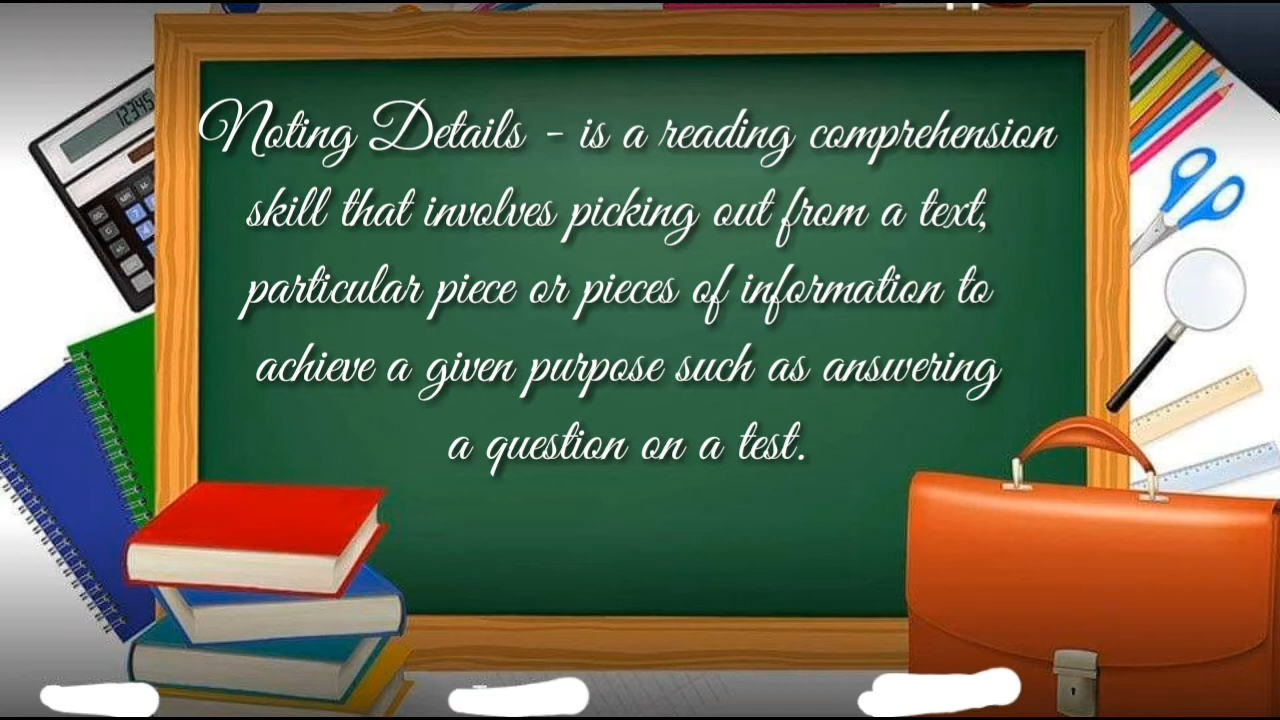 12345
Noting Details - is a reading comprehension
skill that involves picking out from a text,
particular piece or pieces of information to
achieve a given purpose such as answering
a question on a test.